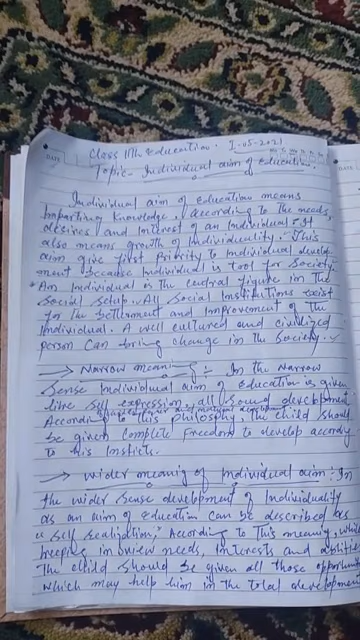 Class 11th Education. 1-05-2021
Topic - Individual aim of Education.
Individual aim of Education means
Imparting Knowledge, According to the needs,
desires and Interest of an Individual. It
also means growth of Individuality. This
aim give first Priority to Individual develop
ment because Individual is tool for Society.
* An Individual is the central figure in the
Social Setup. All Social Institutions exist
for the betterment and Improvement of the
Individual. A well cultured and civilized
person can bring change in the Society.
→ Narrow meaning :- In the Narrow
Sense Individual aim of Education is given
like Self expression, all sound development
According to this Philosophy, the child should
be given Complete Freedom to develop accordy
to his Instincts.
→ wider meanig of Individual aim: In
the wider Sense development of Individuality
as an aim of Education can be described as
"Self Realization," According to This meaning, while
keeping in view needs, Interests and abilities
The child should be given all those opportun
which may help him in the Total developmen